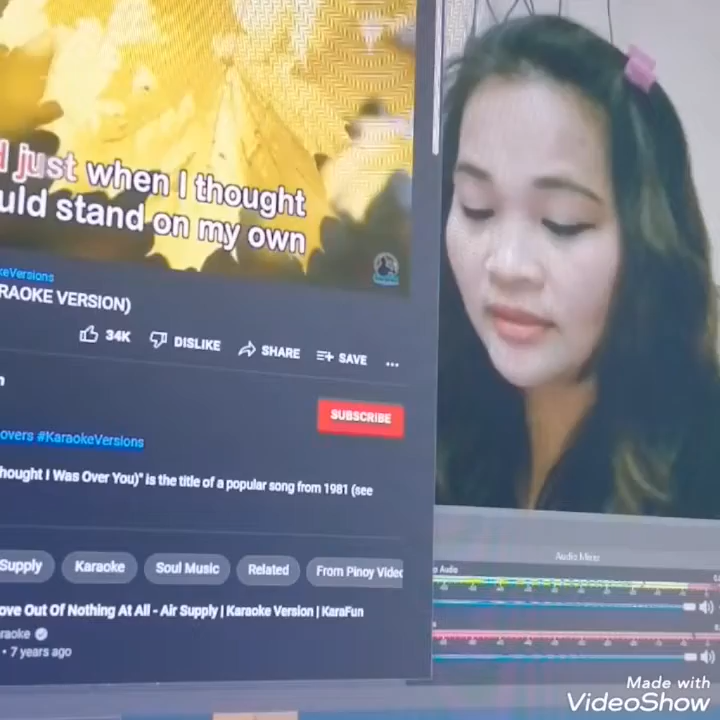 just when I thought
uld stand on my own
keVersions
RAOKE VERSION)
34K
DISLIKE
SHARE
SAVE
SUBSCRIBE
overs #KaraokeVersions
hought I Was Over You)" is the title of a popular song from 1981 (see
Supply
Karaoke
Soul Music
Related
From Pinoy Video
ove Out Of Nothing At All - Air Supply | Karaoke Version | KaraFun
raoke
• 7 years ago
Audio Mixer
p Audio
Made with
VideoShow